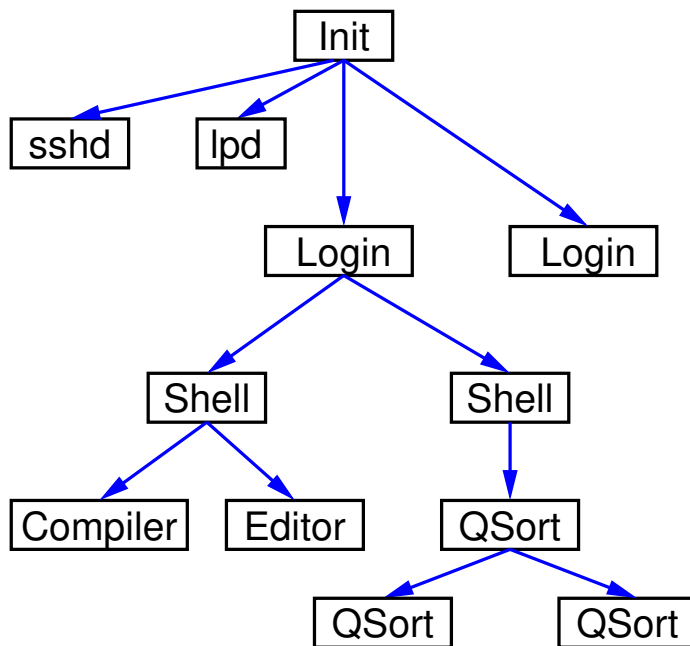 Init
sshd
lpd
Login
Login
Shell
Shell
Compiler
Editor
QSort
QSort
QSort